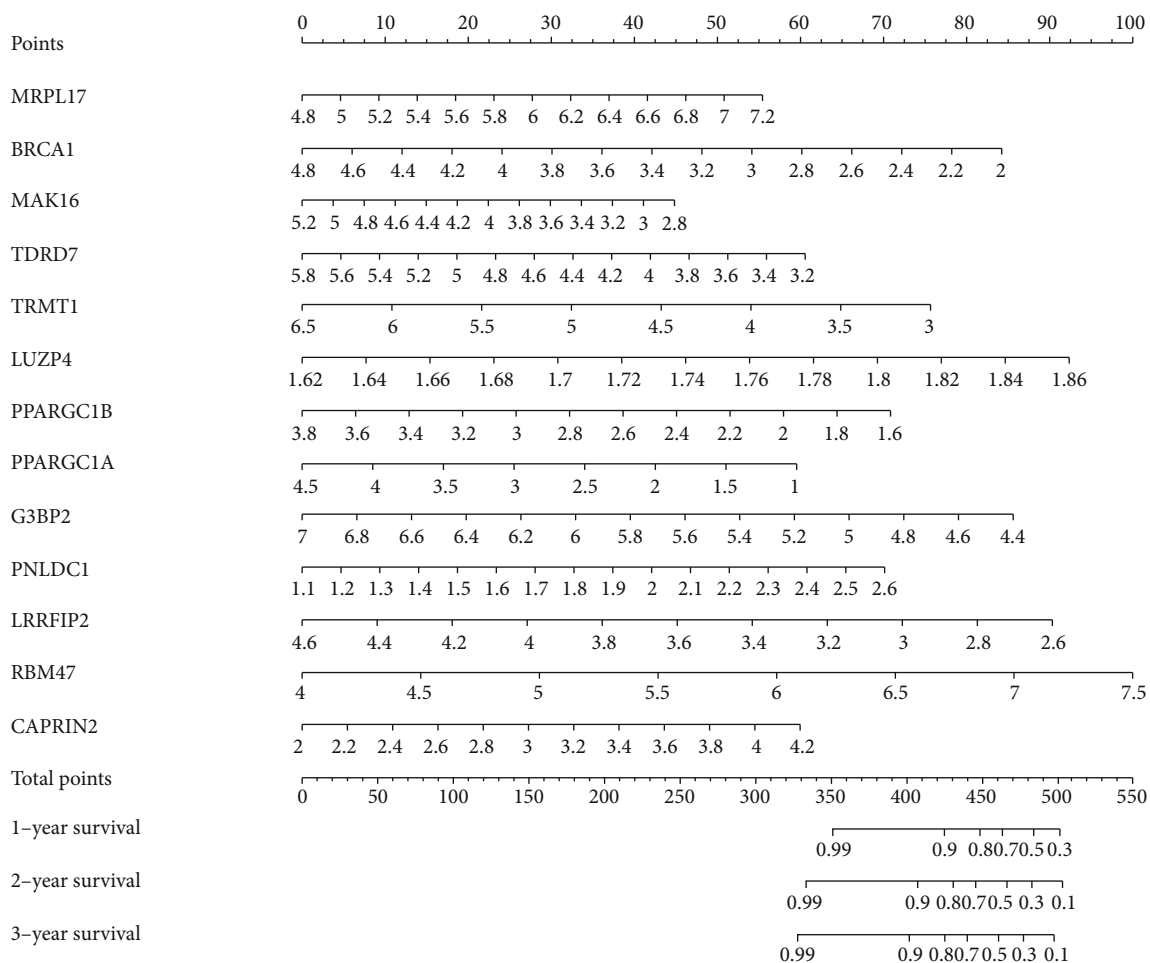 0 10 20 30 40 50 60 70 80 90 100
Points
MRPL17
4.8 5 5.2 5.4 5.6 5.8 6 6.2 6.4 6.6 6.8 7 7.2
BRCA1
4.8 4.6 4.4 4.2 4 3.8 3.6 3.4 3.2 3 2.8 2.6 2.4 2.2 2
MAK16
5.2 5 4.8 4.6 4.4 4.2 4 3.8 3.6 3.4 3.2 3 2.8
TDRD7
5.8 5.6 5.4 5.2 5 4.8 4.6 4.4 4.2 4 3.8 3.6 3.4 3.2
TRMT1
6.5 6 5.5 5 4.5 4 3.5 3
LUZP4
1.62 1.64 1.66 1.68 1.7 1.72 1.74 1.76 1.78 1.8 1.82 1.84 1.86
PPARGC1B
3.8 3.6 3.4 3.2 3 2.8 2.6 2.4 2.2 2 1.8 1.6
PPARGC1A
4.5 4 3.5 3 2.5 2 1.5 1
G3BP2
7 6.8 6.6 6.4 6.2 6 5.8 5.6 5.4 5.2 5 4.8 4.6 4.4
PNLDC1
1.1 1.2 1.3 1.4 1.5 1.6 1.7 1.8 1.9 2 2.1 2.2 2.3 2.4 2.5 2.6
LRRFIP2
4.6 4.4 4.2 4 3.8 3.6 3.4 3.2 3 2.8 2.6
RBM47
4 4.5 5 5.5 6 6.5 7 7.5
CAPRIN2
2 2.2 2.4 2.6 2.8 3 3.2 3.4 3.6 3.8 4 4.2
Total points
0 50 100 150 200 250 300 350 400 450 500 550
1–year survival
0.99 0.9 0.8 0.7 0.5 0.3
2–year survival
0.99 0.9 0.8 0.7 0.5 0.3 0.1
3–year survival
0.99 0.9 0.8 0.7 0.5 0.3 0.1